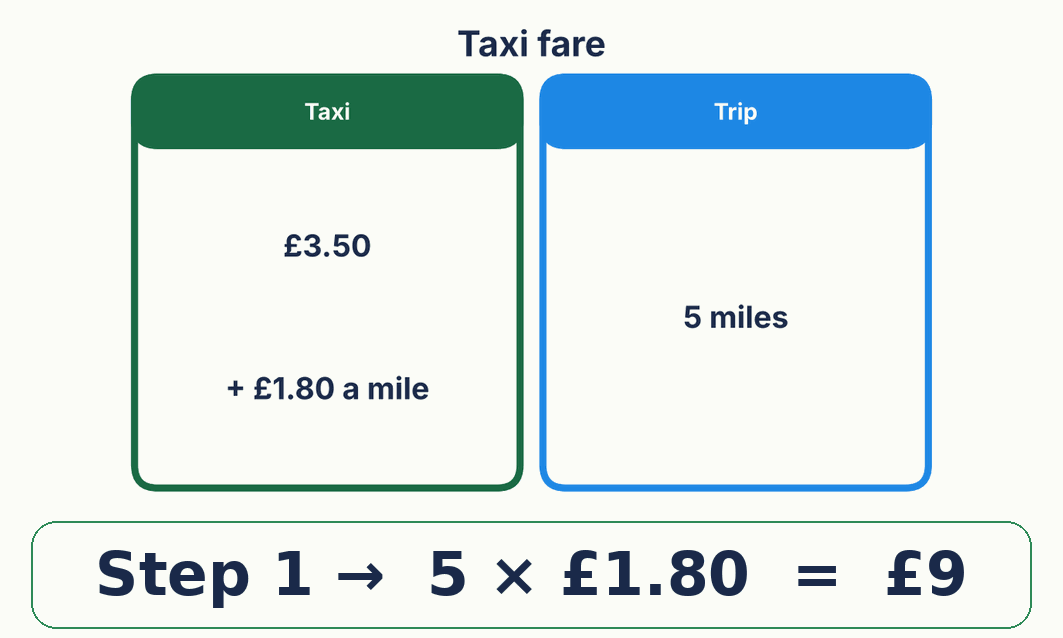 Taxi fare
Taxi
£3.50
+ £1.80 a mile
Trip
5 miles
Step 1 → 5 × £1.80 = £9